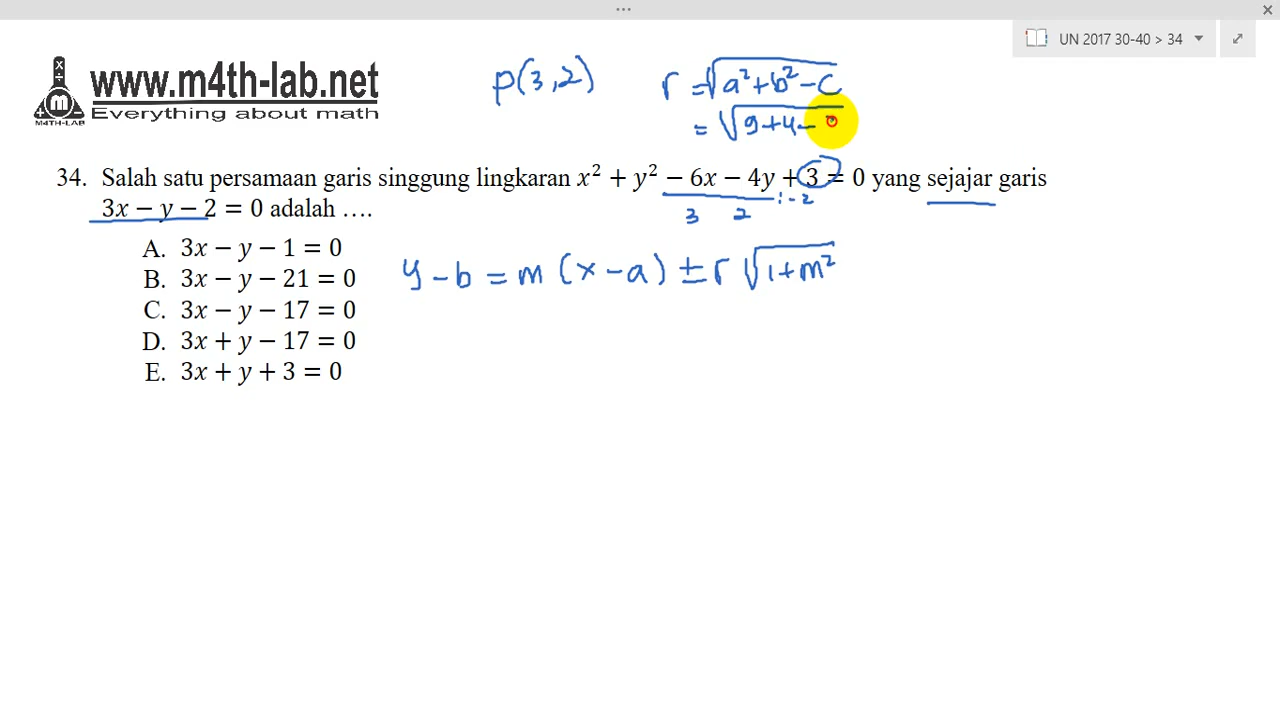 UN 2017 30-40 > 34
www.m4th-lab.net
Everything about math
M4TH-LAB
P(3,2)
r = √(a² + b² − c
= √(9 + 4 −
34. Salah satu persamaan garis singgung lingkaran x² + y² − 6x − 4y + 3 = 0 yang sejajar garis
: -2
3 2
3x − y − 2 = 0 adalah ….
A. 3x − y − 1 = 0
B. 3x − y − 21 = 0
C. 3x − y − 17 = 0
D. 3x + y − 17 = 0
E. 3x + y + 3 = 0
y − b = m (x − a) ± r √(1 + m²